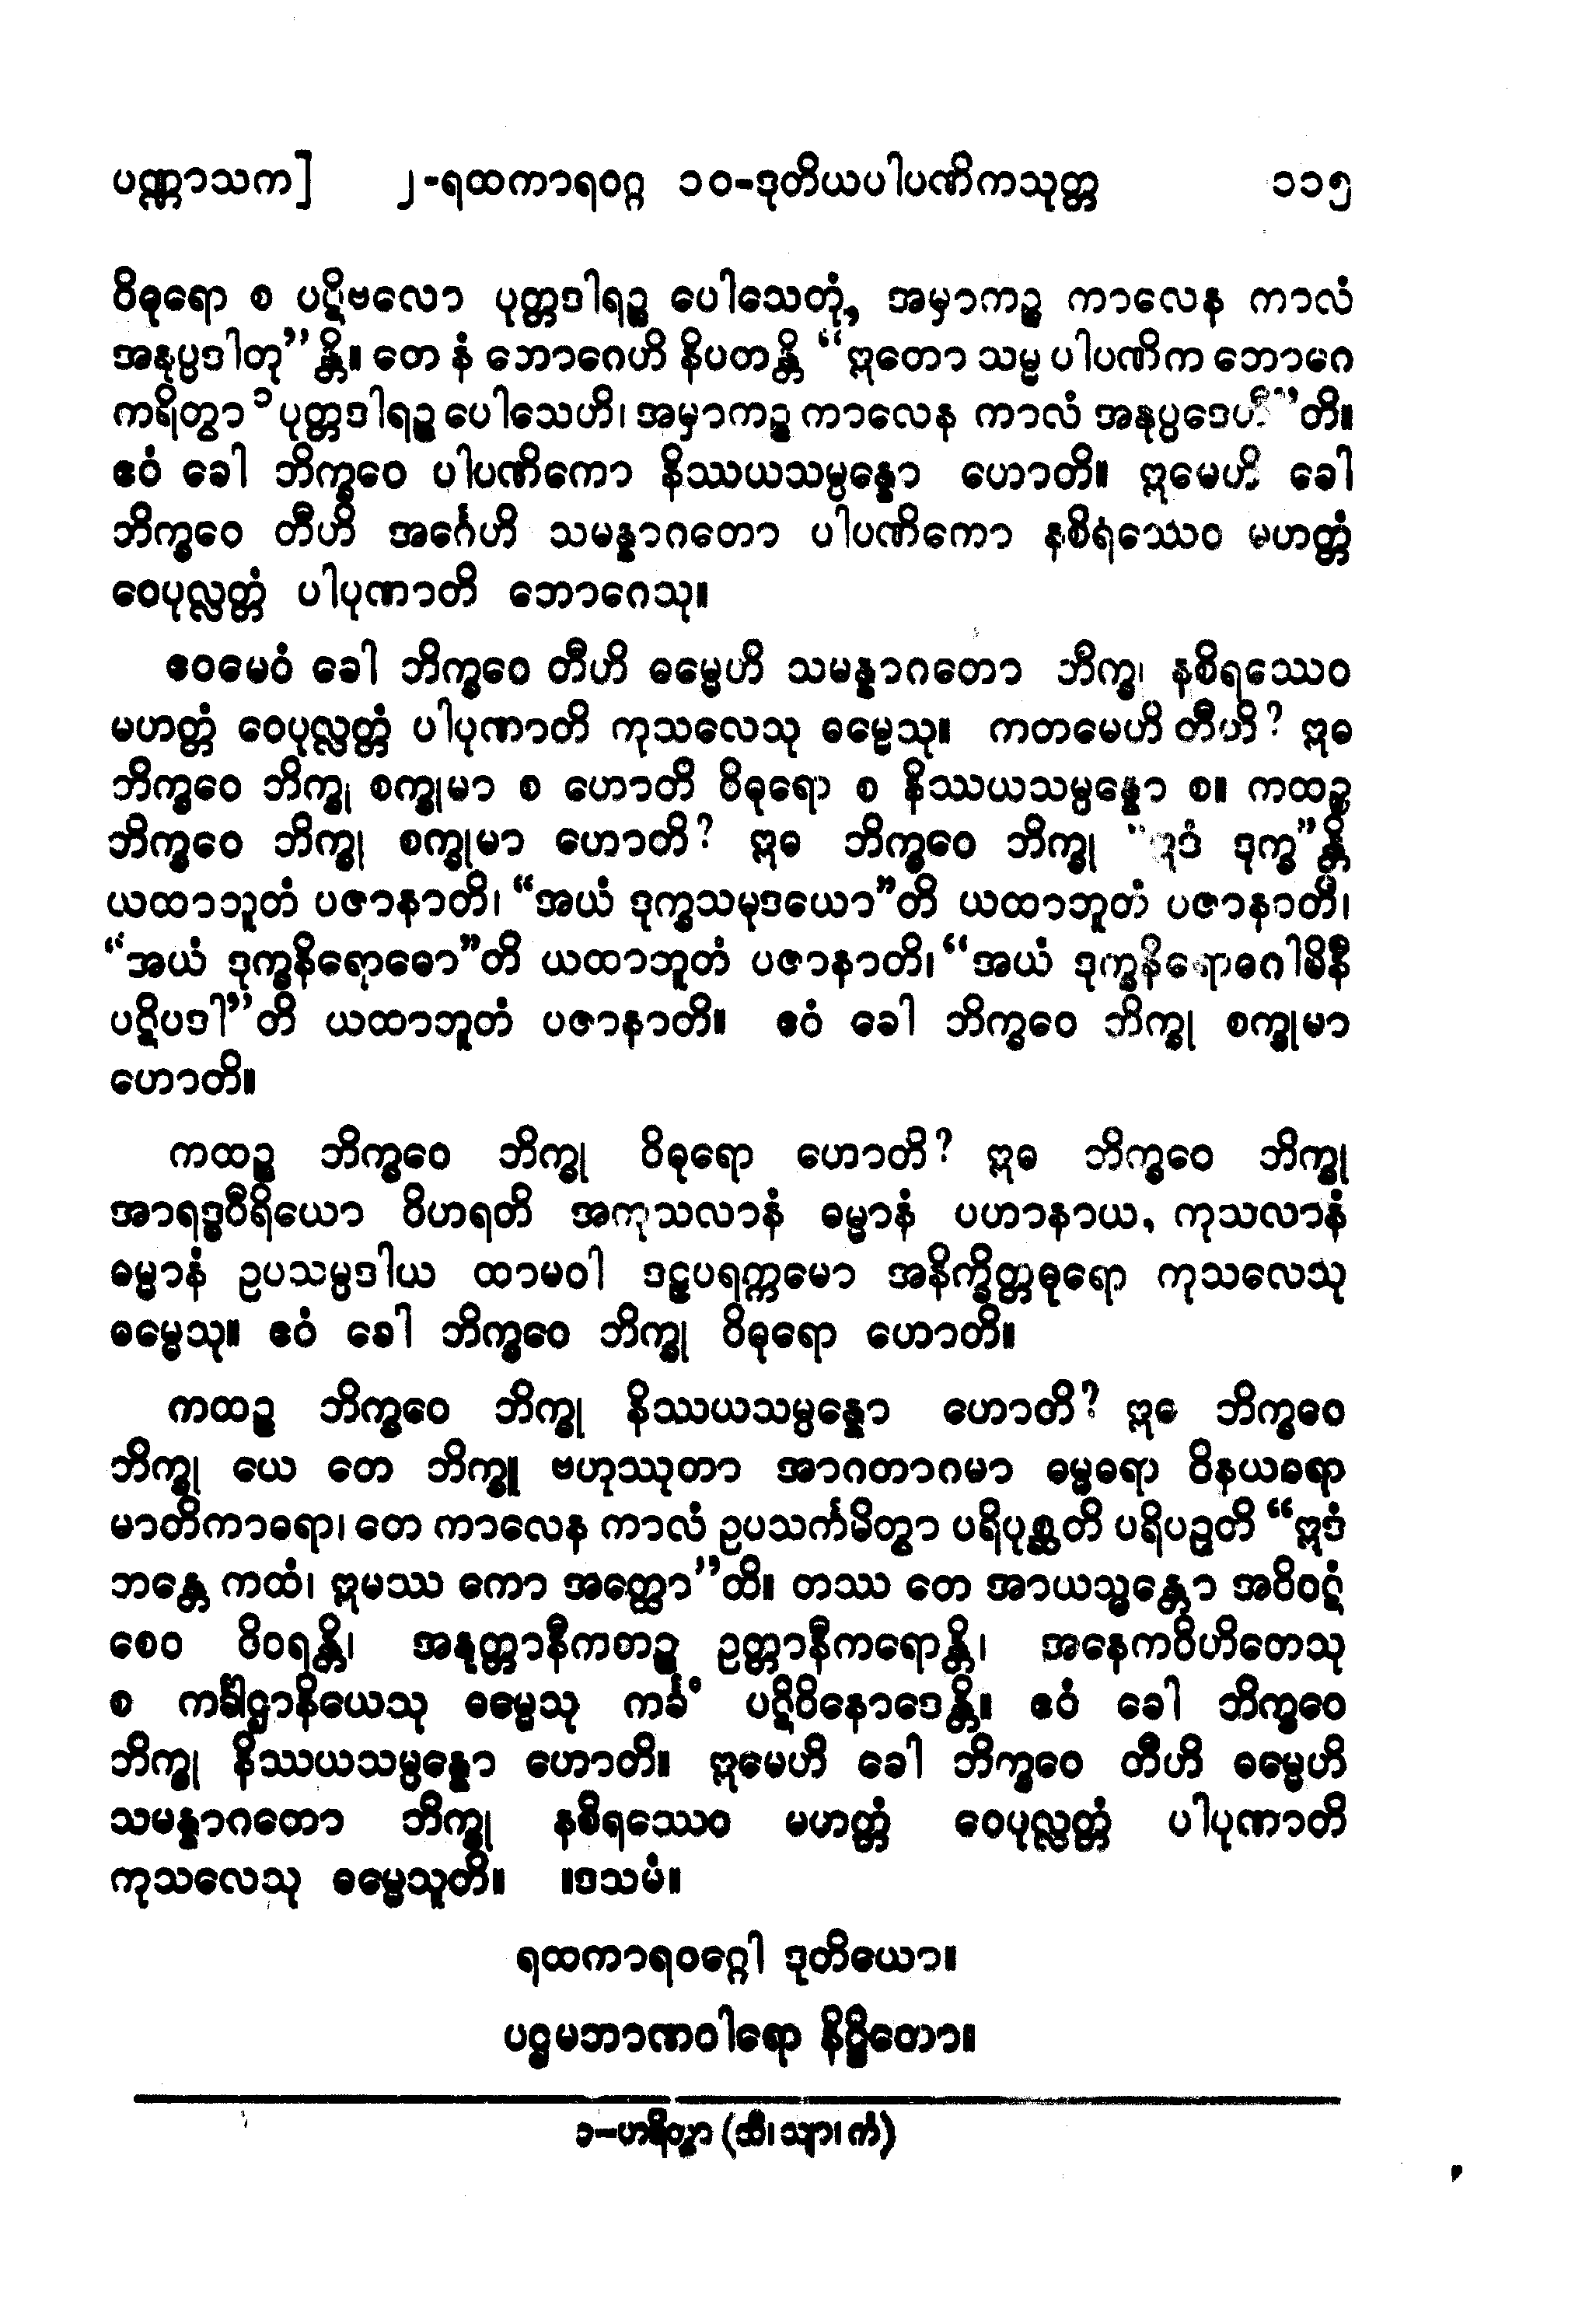 ပဏ္ဏာသက] ၂-ရထကာရဝဂ္ဂ ၁၀-ဒုတိယပါပဏိကသုတ္တ ၁၁၅
ဝိဓုရော စ ပဋိဗလော ပုတ္တဒါရဉ္စ ပေါသေတုံ, အမှာကဉ္စ ကာလေန ကာလံ
အနုပ္ပဒါတု”န္တိ။ တေ နံ ဘောဂေဟိ နိပတန္တိ “ဣတော သမ္မ ပါပဏိက ဘောဂေ
ကရိတွာ ၁ ပုတ္တဒါရဉ္စ ပေါသေဟိ၊ အမှာကဉ္စ ကာလေန ကာလံ အနုပ္ပဒေဟီ”တိ။
ဧဝံ ခေါ ဘိက္ခဝေ ပါပဏိကော နိဿယသမ္ပန္နော ဟောတိ။ ဣမေဟိ ခေါ
ဘိက္ခဝေ တီဟိ အင်္ဂေဟိ သမန္နာဂတော ပါပဏိကော နစိရံဿေဝ မဟတ္တံ
ဝေပုလ္လတ္တံ ပါပုဏာတိ ဘောဂေသု။
ဧဝမေဝံ ခေါ ဘိက္ခဝေ တီဟိ ဓမ္မေဟိ သမန္နာဂတော ဘိက္ခု နစိရဿေဝ
မဟတ္တံ ဝေပုလ္လတ္တံ ပါပုဏာတိ ကုသလေသု ဓမ္မေသု။ ကတမေဟိ တီဟိ? ဣဓ
ဘိက္ခဝေ ဘိက္ခု စက္ခုမာ စ ဟောတိ ဝိဓုရော စ နိဿယသမ္ပန္နော စ။ ကထဉ္စ
ဘိက္ခဝေ ဘိက္ခု စက္ခုမာ ဟောတိ? ဣဓ ဘိက္ခဝေ ဘိက္ခု “ဣဒံ ဒုက္ခ”န္တိ
ယထာဘူတံ ပဇာနာတိ၊ “အယံ ဒုက္ခသမုဒယော”တိ ယထာဘူတံ ပဇာနာတိ၊
“အယံ ဒုက္ခနိရောဓော”တိ ယထာဘူတံ ပဇာနာတိ၊ “အယံ ဒုက္ခနိရောဓဂါမိနီ
ပဋိပဒါ”တိ ယထာဘူတံ ပဇာနာတိ။ ဧဝံ ခေါ ဘိက္ခဝေ ဘိက္ခု စက္ခုမာ
ဟောတိ။
ကထဉ္စ ဘိက္ခဝေ ဘိက္ခု ဝိဓုရော ဟောတိ? ဣဓ ဘိက္ခဝေ ဘိက္ခု
အာရဒ္ဓဝီရိယော ဝိဟရတိ အကုသလာနံ ဓမ္မာနံ ပဟာနာယ, ကုသလာနံ
ဓမ္မာနံ ဥပသမ္ပဒါယ ထာမဝါ ဒဠှပရက္ကမော အနိက္ခိတ္တဓုရော ကုသလေသု
ဓမ္မေသု။ ဧဝံ ခေါ ဘိက္ခဝေ ဘိက္ခု ဝိဓုရော ဟောတိ။
ကထဉ္စ ဘိက္ခဝေ ဘိက္ခု နိဿယသမ္ပန္နော ဟောတိ? ဣဓ ဘိက္ခဝေ
ဘိက္ခု ယေ တေ ဘိက္ခူ ဗဟုဿုတာ အာဂတာဂမာ ဓမ္မဓရာ ဝိနယဓရာ
မာတိကာဓရာ၊ တေ ကာလေန ကာလံ ဥပသင်္ကမိတွာ ပရိပုစ္ဆတိ ပရိပဉှတိ “ဣဒံ
ဘန္တေ ကထံ၊ ဣမဿ ကော အတ္ထော”တိ။ တဿ တေ အာယသ္မန္တော အဝိဝဋံ
စေဝ ဝိဝရန္တိ၊ အနုတ္တာနီကတဉ္စ ဥတ္တာနီကရောန္တိ၊ အနေကဝိဟိတေသု
စ ကင်္ခါဌာနိယေသု ဓမ္မေသု ကင်္ခံ ပဋိဝိနောဒေန္တိ။ ဧဝံ ခေါ ဘိက္ခဝေ
ဘိက္ခု နိဿယသမ္ပန္နော ဟောတိ။ ဣမေဟိ ခေါ ဘိက္ခဝေ တီဟိ ဓမ္မေဟိ
သမန္နာဂတော ဘိက္ခု နစိရဿေဝ မဟတ္တံ ဝေပုလ္လတ္တံ ပါပုဏာတိ
ကုသလေသု ဓမ္မေသူတိ။ ။ဒသမံ။
ရထကာရဝဂ္ဂေါ ဒုတိယော။
ပဌမဘာဏဝါရော နိဋ္ဌိတော။
၁-ဟရိတွာ (သီ၊ သျာ၊ ကံ)